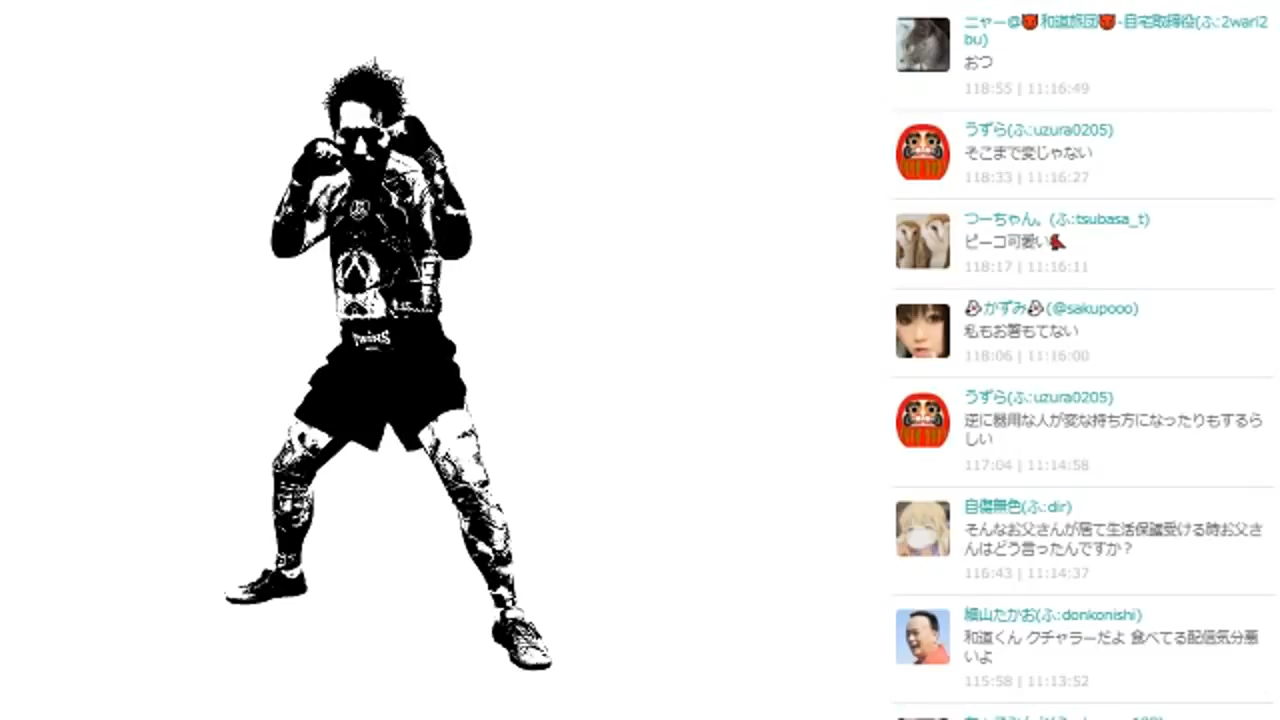 TWINS
ニャー@👹和道旅団👹-自宅取締役(ふ:2wari2
bu)
おつ
118:55 | 11:16:49
うずら(ふ:uzura0205)
そこまで変じゃない
118:33 | 11:16:27
つーちゃん。(ふ:tsubasa_t)
ピーコ可愛い💃
118:17 | 11:16:11
かずみ(@sakupooo)
私もお箸もてない
118:06 | 11:16:00
うずら(ふ:uzura0205)
逆に器用な人が変な持ち方になったりもするら
しい
117:04 | 11:14:58
自傷無色(ふ:dir)
そんなお父さんが居て生活保護受ける時お父さ
んはどう言ったんですか？
116:43 | 11:14:37
細山たかお(ふ:donkonishi)
和道くん クチャラーだよ 食べてる配信気分悪
いよ
115:58 | 11:13:52